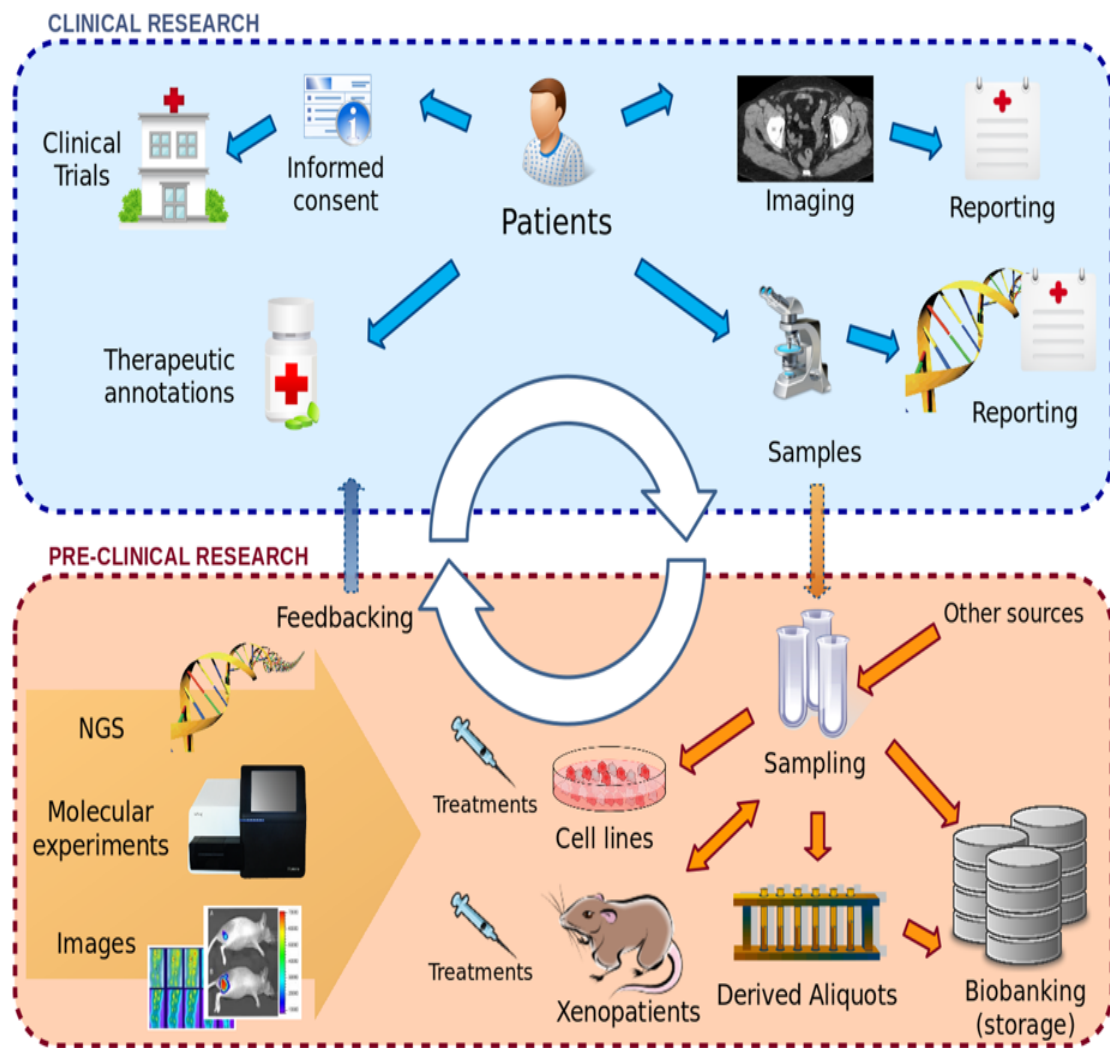 CLINICAL RESEARCH
Clinical
Trials
Informed
consent
Patients
Imaging
Reporting
Therapeutic
annotations
Samples
Reporting
PRE-CLINICAL RESEARCH
Feedbacking
Other sources
NGS
Sampling
Treatments
Molecular
experiments
Cell lines
Images
Treatments
Xenopatients
Derived Aliquots
Biobanking
(storage)